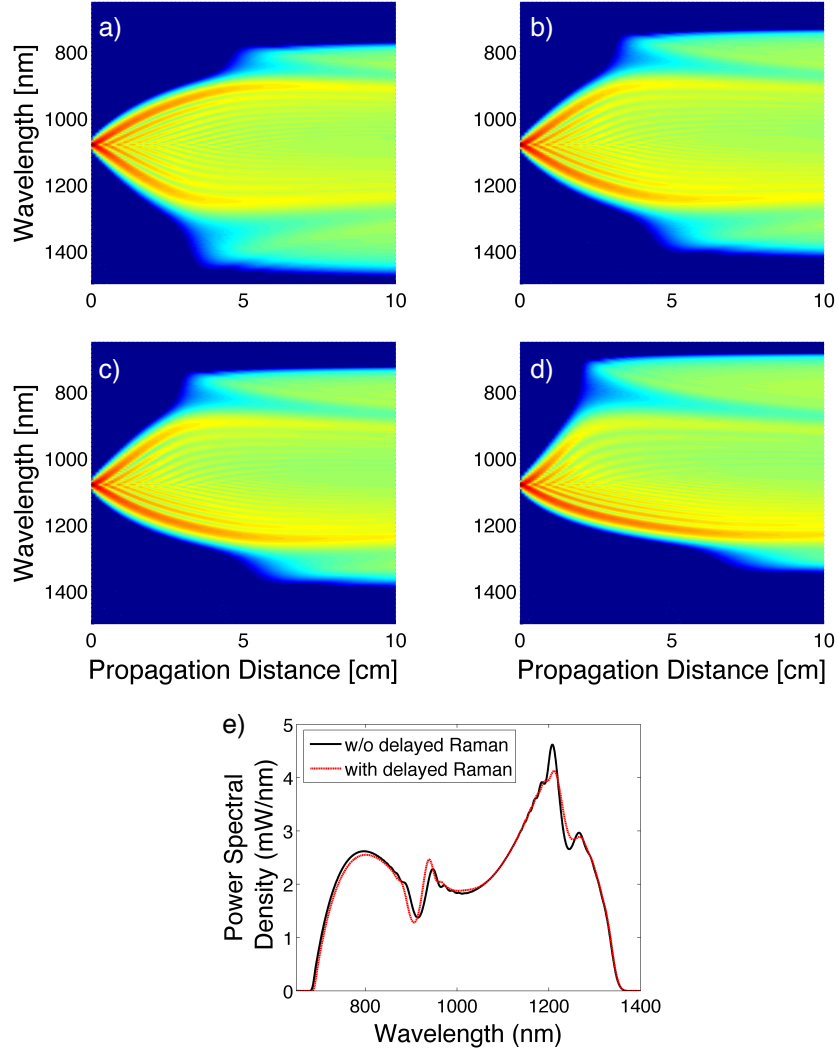 a)
b)
Wavelength [nm]
800
1000
1200
1400
0
5
10
800
1000
1200
1400
0
5
10
c)
d)
Wavelength [nm]
800
1000
1200
1400
0
5
10
Propagation Distance [cm]
800
1000
1200
1400
0
5
10
Propagation Distance [cm]
e)
w/o delayed Raman
with delayed Raman
Power Spectral
Density (mW/nm)
5
4
3
2
1
0
800
1000
1200
1400
Wavelength (nm)